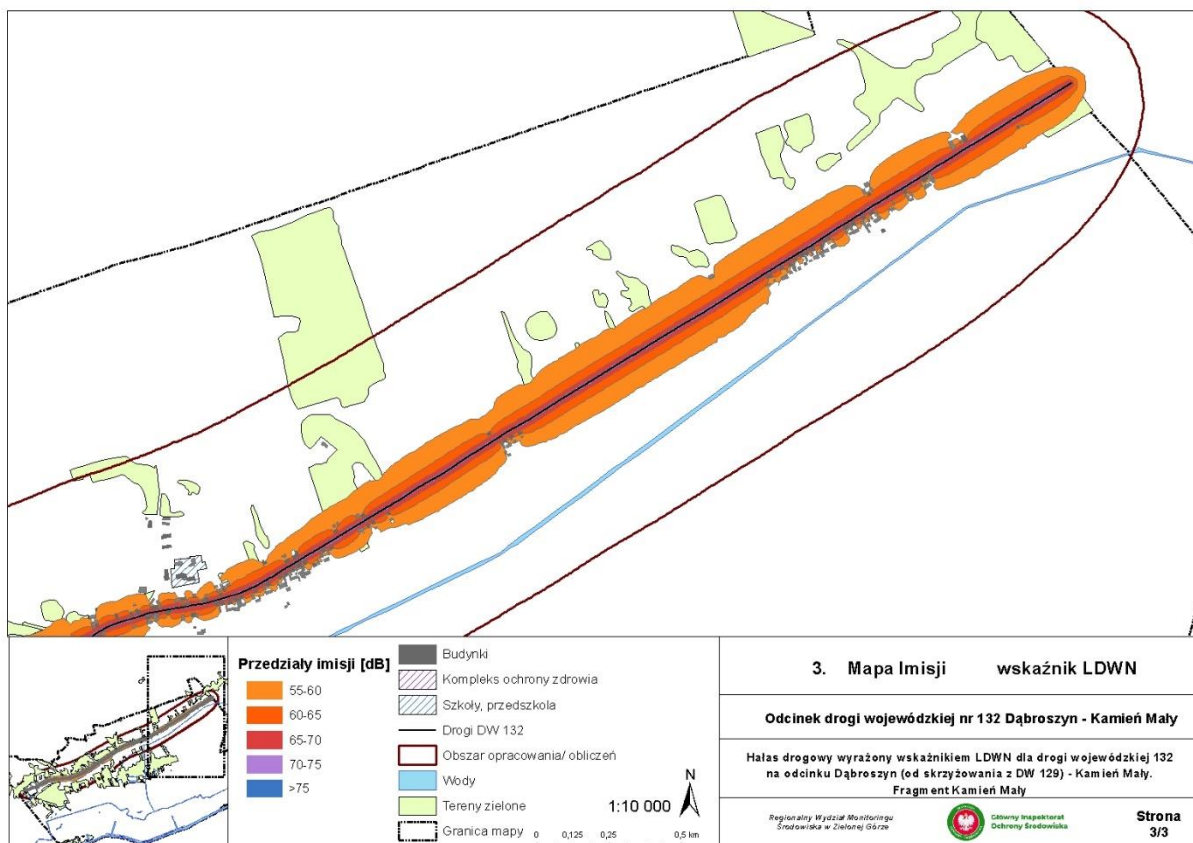 Przedziały imisji [dB]
55-60
60-65
65-70
70-75
>75
Budynki
Kompleks ochrony zdrowia
Szkoły, przedszkola
Drogi DW 132
Obszar opracowania/ obliczeń
Wody
Tereny zielone
Granica mapy
N
1:10 000
0 0,125 0,25 0,5 km
3. Mapa Imisji wskaźnik LDWN
Odcinek drogi wojewódzkiej nr 132 Dąbroszyn - Kamień Mały
Hałas drogowy wyrażony wskaźnikiem LDWN dla drogi wojewódzkiej 132
na odcinku Dąbroszyn (od skrzyżowania z DW 129) - Kamień Mały.
Fragment Kamień Mały
Regionalny Wydział Monitoringu
Środowiska w Zielonej Górze
Główny Inspektorat
Ochrony Środowiska
Strona
3/3